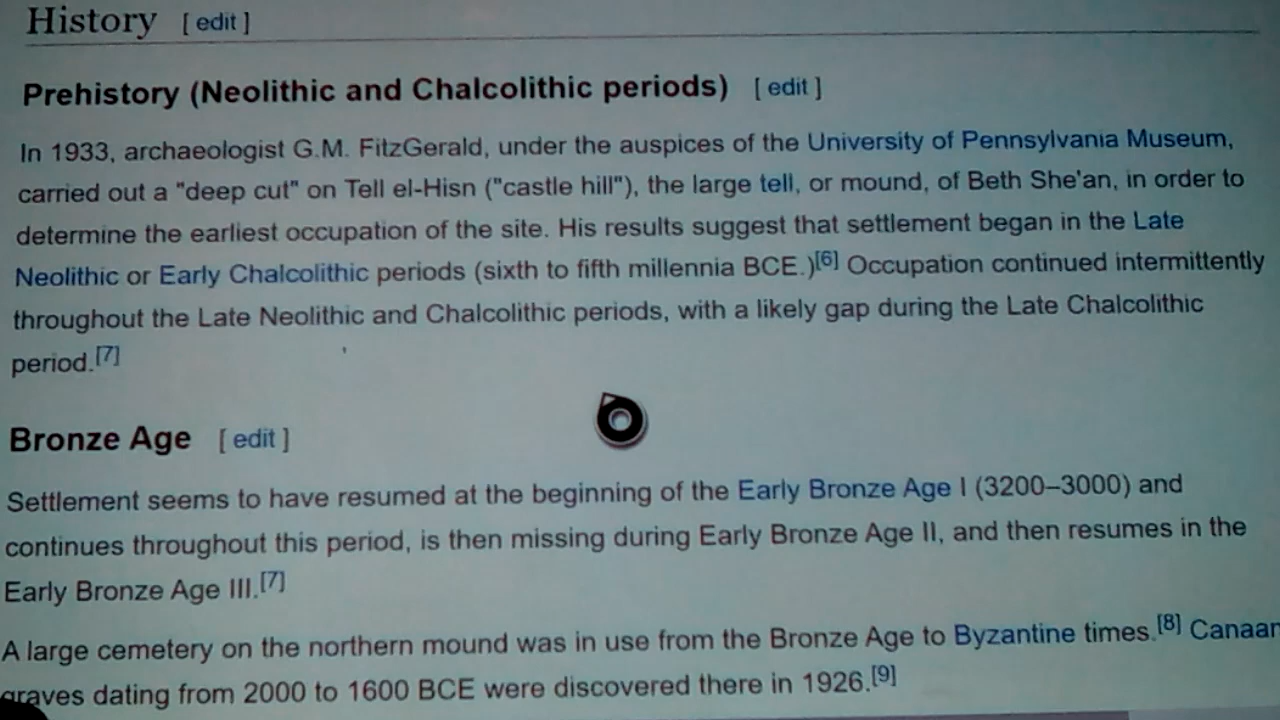 History [ edit ]
Prehistory (Neolithic and Chalcolithic periods) [ edit ]
In 1933, archaeologist G.M. FitzGerald, under the auspices of the University of Pennsylvania Museum,
carried out a "deep cut" on Tell el-Hisn ("castle hill"), the large tell, or mound, of Beth She'an, in order to
determine the earliest occupation of the site. His results suggest that settlement began in the Late
Neolithic or Early Chalcolithic periods (sixth to fifth millennia BCE.)[6] Occupation continued intermittently
throughout the Late Neolithic and Chalcolithic periods, with a likely gap during the Late Chalcolithic
period.[7]
Bronze Age [ edit ]
Settlement seems to have resumed at the beginning of the Early Bronze Age I (3200–3000) and
continues throughout this period, is then missing during Early Bronze Age II, and then resumes in the
Early Bronze Age III.[7]
A large cemetery on the northern mound was in use from the Bronze Age to Byzantine times.[8] Canaan
graves dating from 2000 to 1600 BCE were discovered there in 1926.[9]